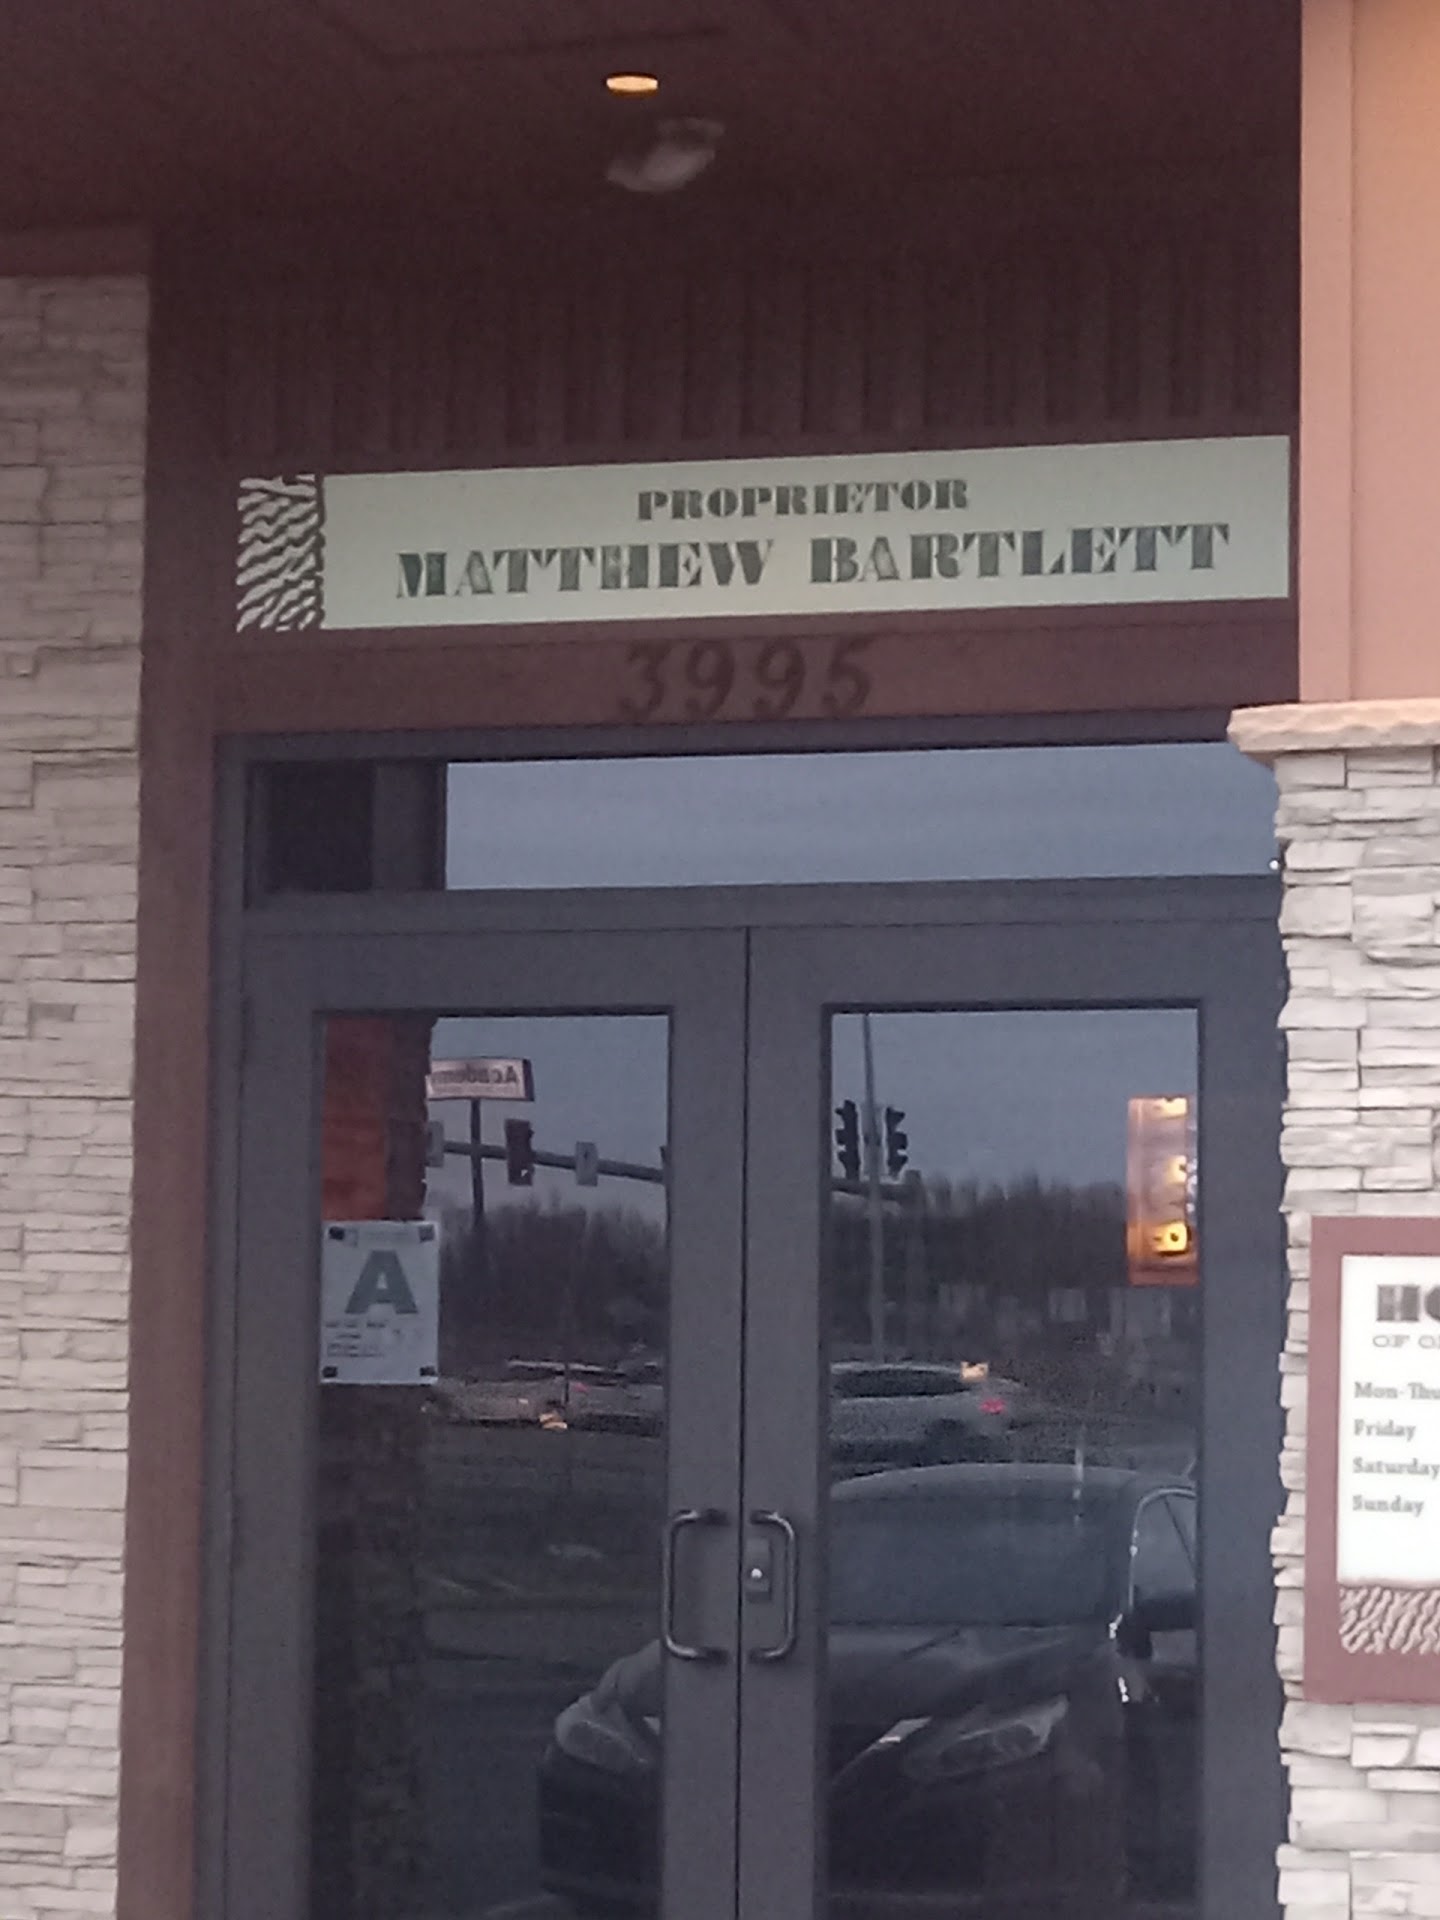 PROPRIETOR
MATTHEW BARTLETT
3995
A
Mon-Thu
Friday
Saturday
Sunday